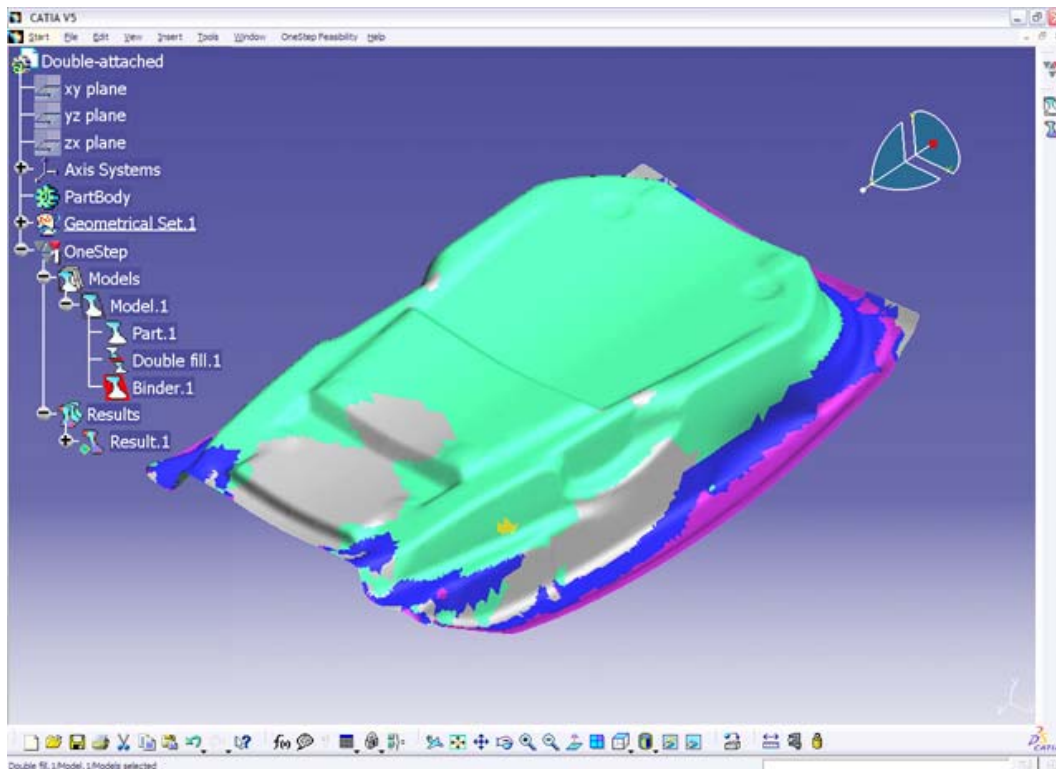 CATIA V5
Start File Edit View Insert Tools Window OneStep Feasibility Help
Double-attached
xy plane
yz plane
zx plane
Axis Systems
PartBody
Geometrical Set.1
OneStep
Models
Model.1
Part.1
Double fill.1
Binder.1
Results
Result.1
f(x)
CATIA
Double fill.1/Model.1/Models selected